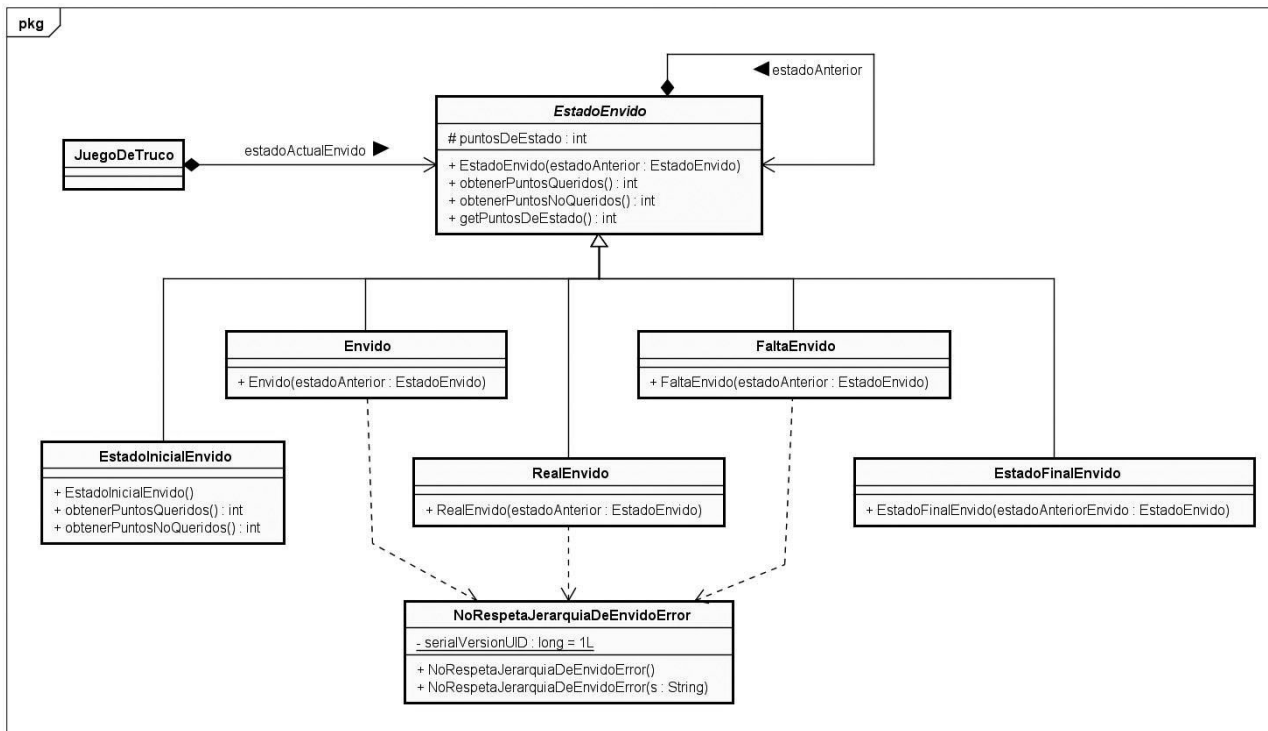 pkg
◀ estadoAnterior
EstadoEnvido
# puntosDeEstado : int
+ EstadoEnvido(estadoAnterior : EstadoEnvido)
+ obtenerPuntosQueridos() : int
+ obtenerPuntosNoQueridos() : int
+ getPuntosDeEstado() : int
JuegoDeTruco
estadoActualEnvido ▶
Envido
+ Envido(estadoAnterior : EstadoEnvido)
FaltaEnvido
+ FaltaEnvido(estadoAnterior : EstadoEnvido)
EstadoInicialEnvido
+ EstadoInicialEnvido()
+ obtenerPuntosQueridos() : int
+ obtenerPuntosNoQueridos() : int
RealEnvido
+ RealEnvido(estadoAnterior : EstadoEnvido)
EstadoFinalEnvido
+ EstadoFinalEnvido(estadoAnteriorEnvido : EstadoEnvido)
NoRespetaJerarquiaDeEnvidoError
- serialVersionUID : long = 1L
+ NoRespetaJerarquiaDeEnvidoError()
+ NoRespetaJerarquiaDeEnvidoError(s : String)